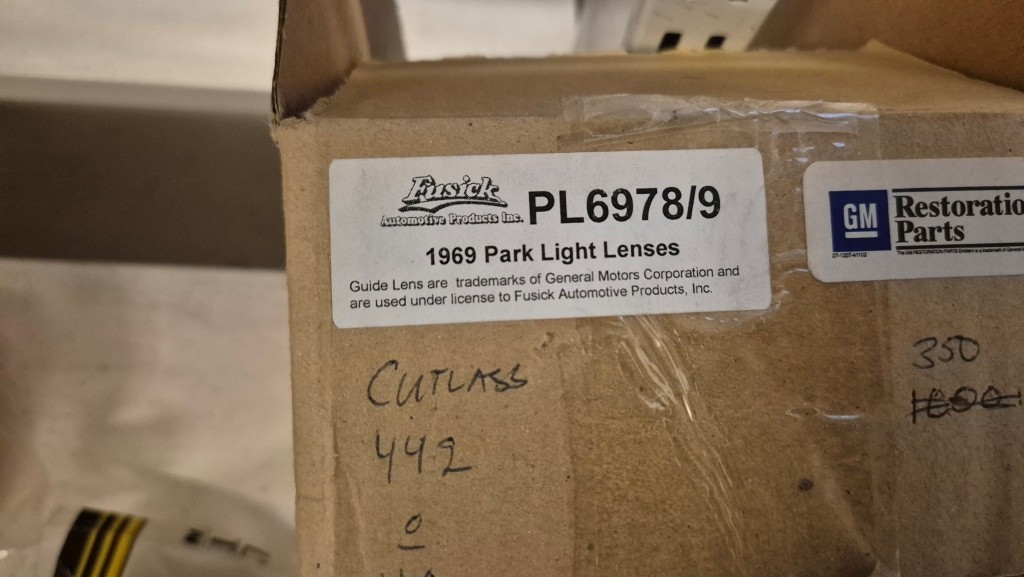 Fusick
Automotive Products Inc.
PL6978/9
1969 Park Light Lenses
Guide Lens are trademarks of General Motors Corporation and
are used under license to Fusick Automotive Products, Inc.
GM
Restoratio
Parts
CUTLASS
442
350